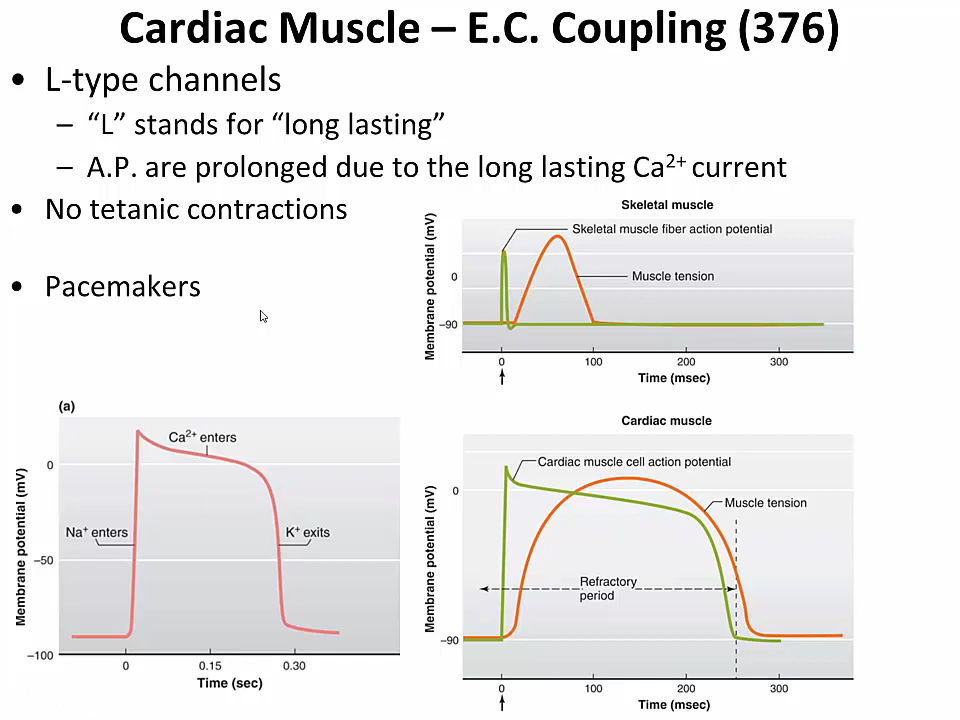 Cardiac Muscle – E.C. Coupling (376)
• L-type channels
– “L” stands for “long lasting”
– A.P. are prolonged due to the long lasting Ca²⁺ current
• No tetanic contractions
• Pacemakers
Skeletal muscle
Membrane potential (mV)
Skeletal muscle fiber action potential
Muscle tension
0
–90
0 100 200 300
Time (msec)
(a)
Membrane potential (mV)
Ca²⁺ enters
Na⁺ enters
K⁺ exits
0
–50
–100
0 0.15 0.30
Time (sec)
Cardiac muscle
Membrane potential (mV)
Cardiac muscle cell action potential
Muscle tension
Refractory
period
0
–90
0 100 200 300
Time (msec)